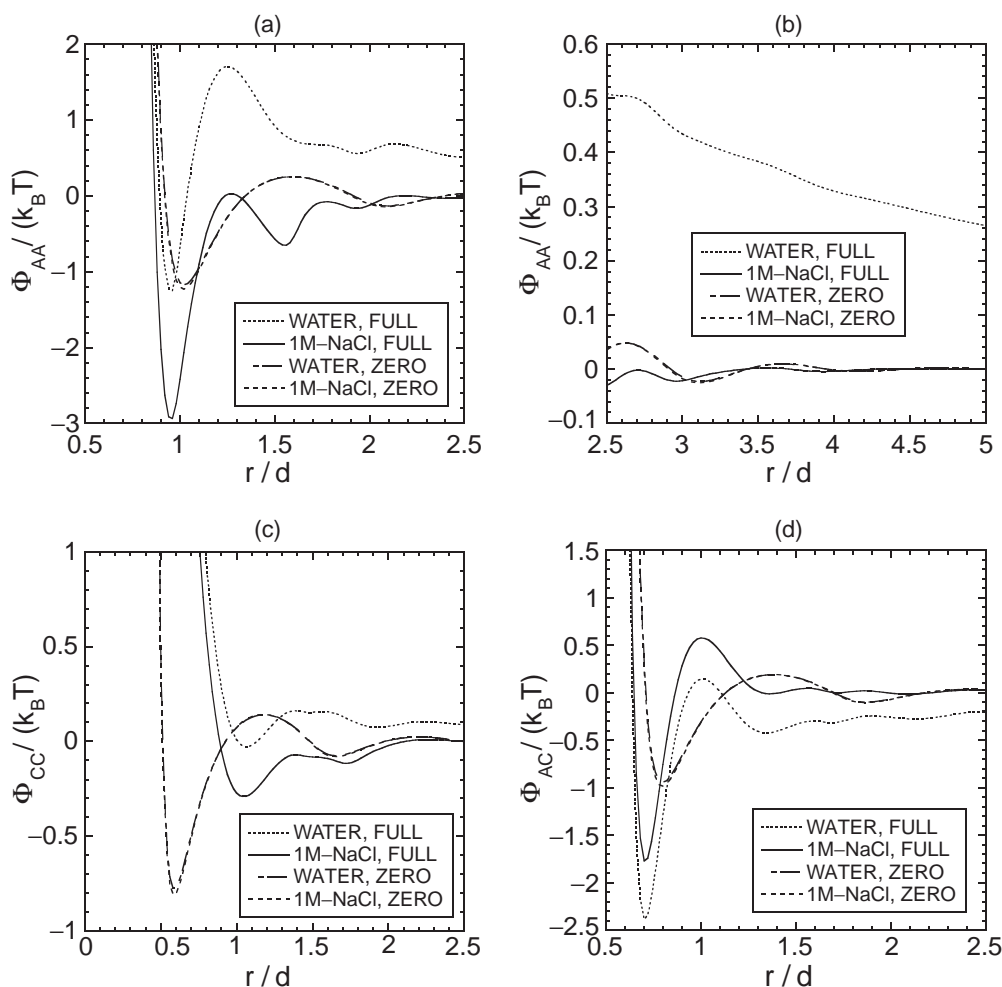 (a)
2
1
0
−1
−2
−3
0.5
1
1.5
2
2.5
Φ_AA / (k_BT)
r / d
WATER, FULL
1M−NaCl, FULL
WATER, ZERO
1M−NaCl, ZERO
(b)
0.6
0.5
0.4
0.3
0.2
0.1
0
−0.1
2.5
3
3.5
4
4.5
5
Φ_AA / (k_BT)
r / d
WATER, FULL
1M−NaCl, FULL
WATER, ZERO
1M−NaCl, ZERO
(c)
1
0.5
0
−0.5
−1
0
0.5
1
1.5
2
2.5
Φ_CC / (k_BT)
r / d
WATER, FULL
1M−NaCl, FULL
WATER, ZERO
1M−NaCl, ZERO
(d)
1.5
1
0.5
0
−0.5
−1
−1.5
−2
−2.5
0.5
1
1.5
2
2.5
Φ_AC / (k_BT)
r / d
WATER, FULL
1M−NaCl, FULL
WATER, ZERO
1M−NaCl, ZERO